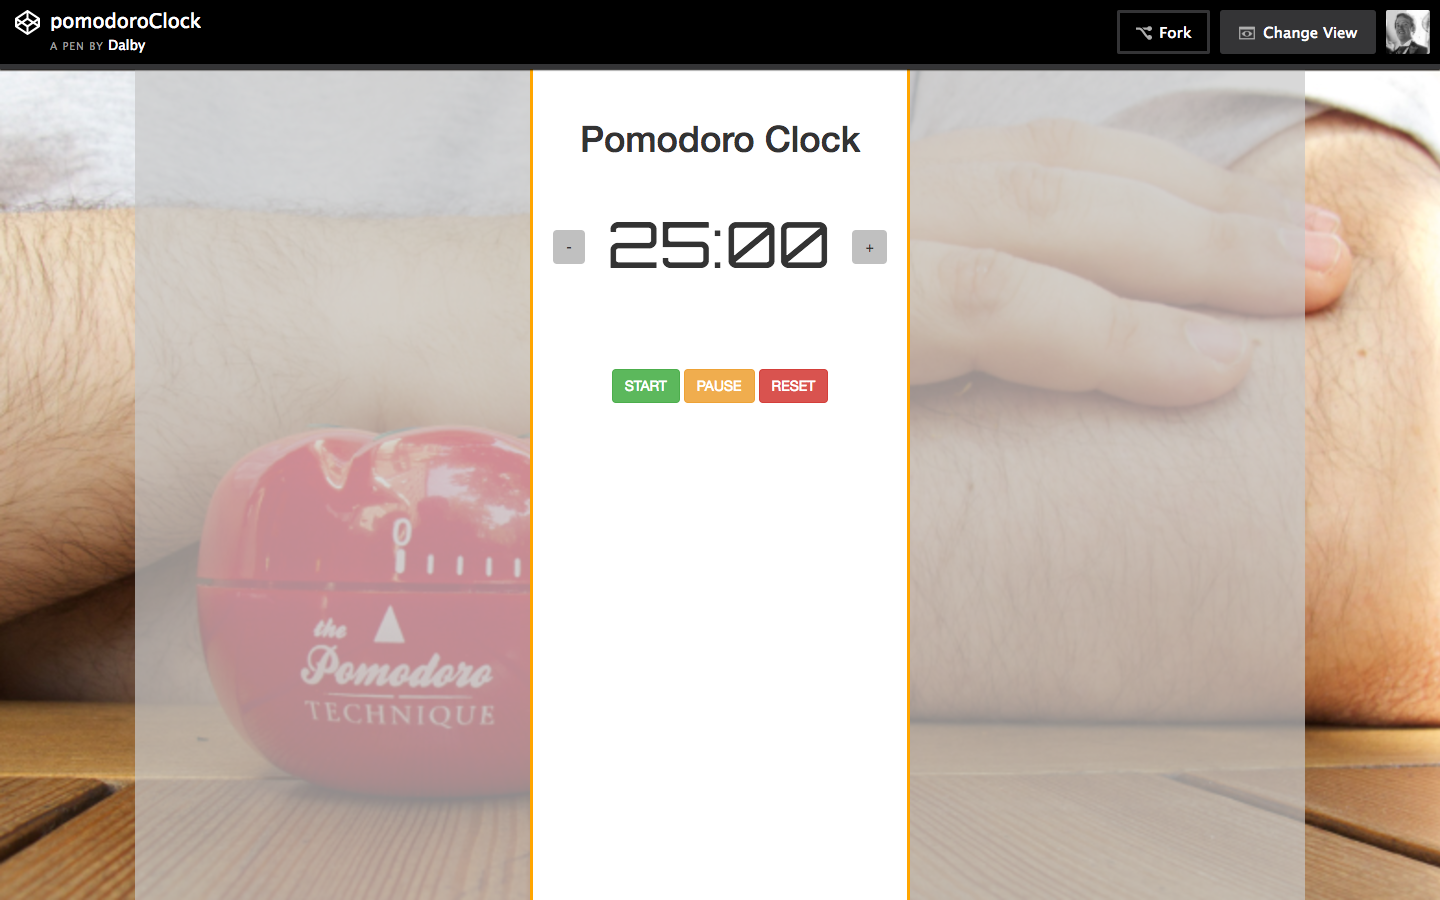 pomodoroClock
A PEN BY Dalby
Fork
Change View
Pomodoro Clock
-
25:00
+
START PAUSE RESET
0
the
Pomodoro
TECHNIQUE